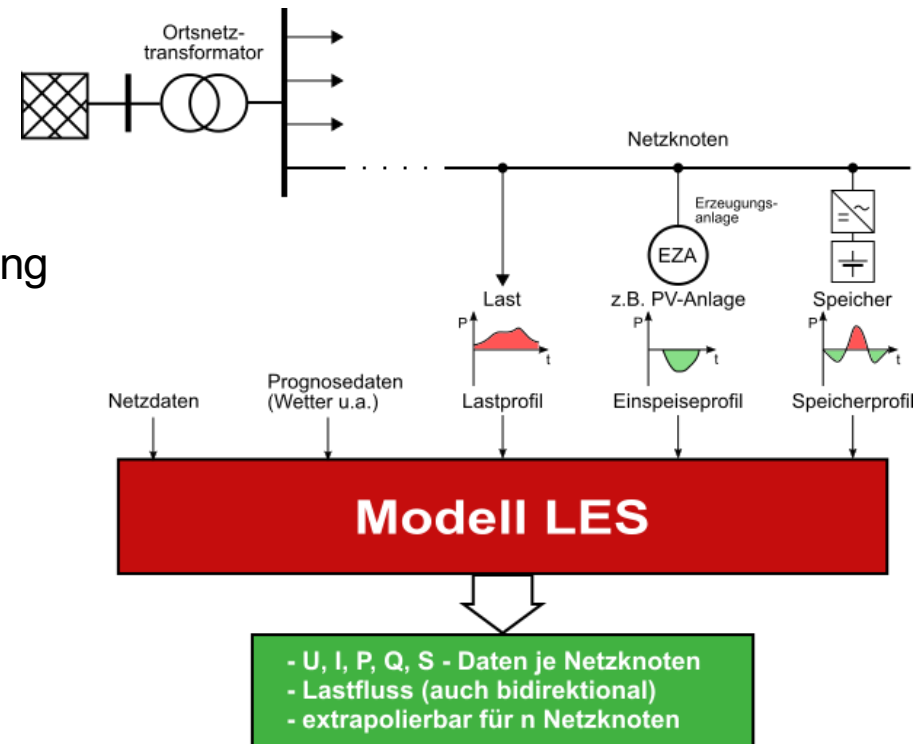 Ortsnetz-
transformator
Netzknoten
Erzeugungs-
anlage
ng
EZA
Last
z.B. PV-Anlage
Speicher
P
t
P
t
P
t
Prognosedaten
(Wetter u.a.)
Netzdaten
Lastprofil
Einspeiseprofil
Speicherprofil
Modell LES
- U, I, P, Q, S - Daten je Netzknoten
- Lastfluss (auch bidirektional)
- extrapolierbar für n Netzknoten